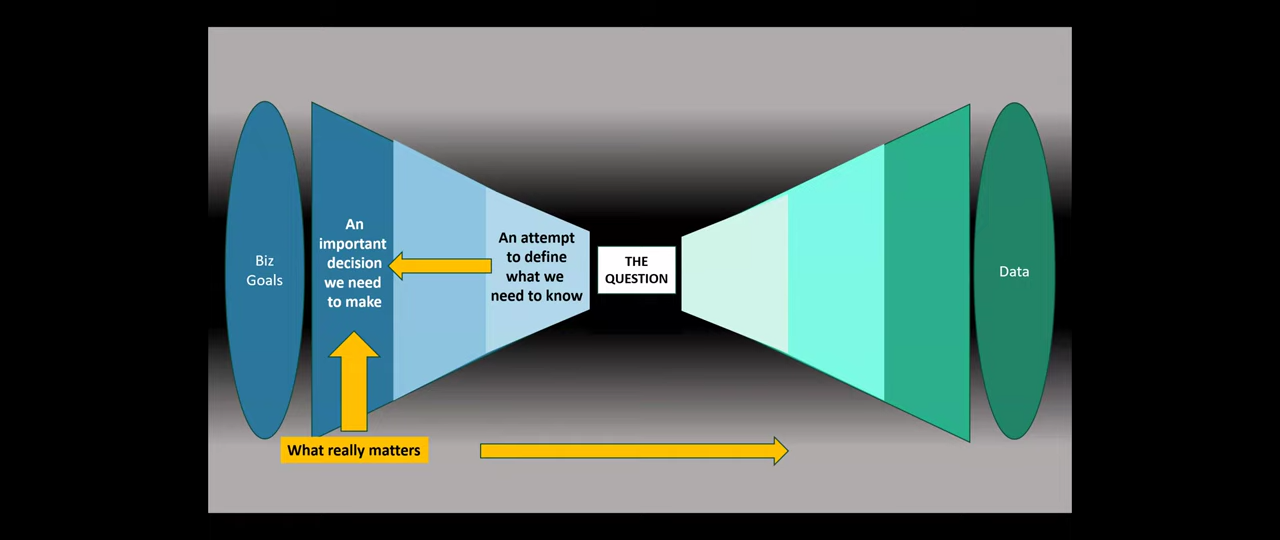 Biz
Goals
An
important
decision
we need
to make
An attempt
to define
what we
need to know
THE
QUESTION
Data
What really matters